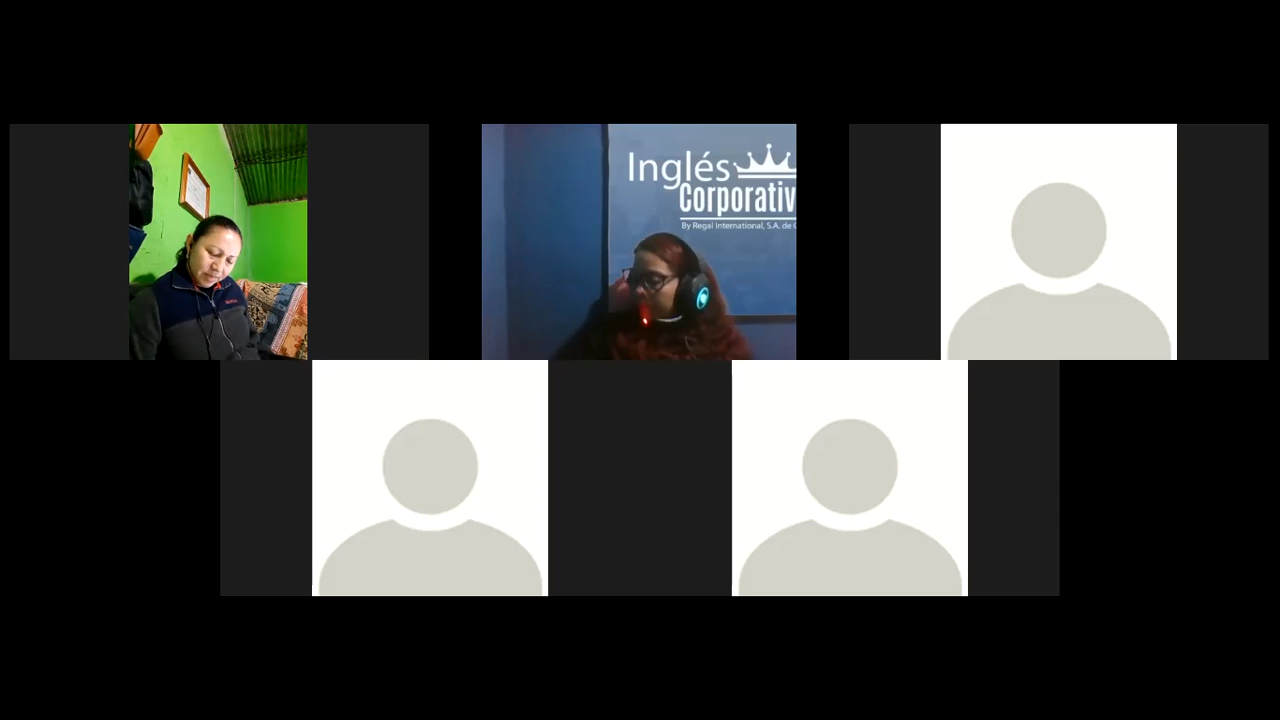 Inglés
Corporativ
By Regal International, S.A. de